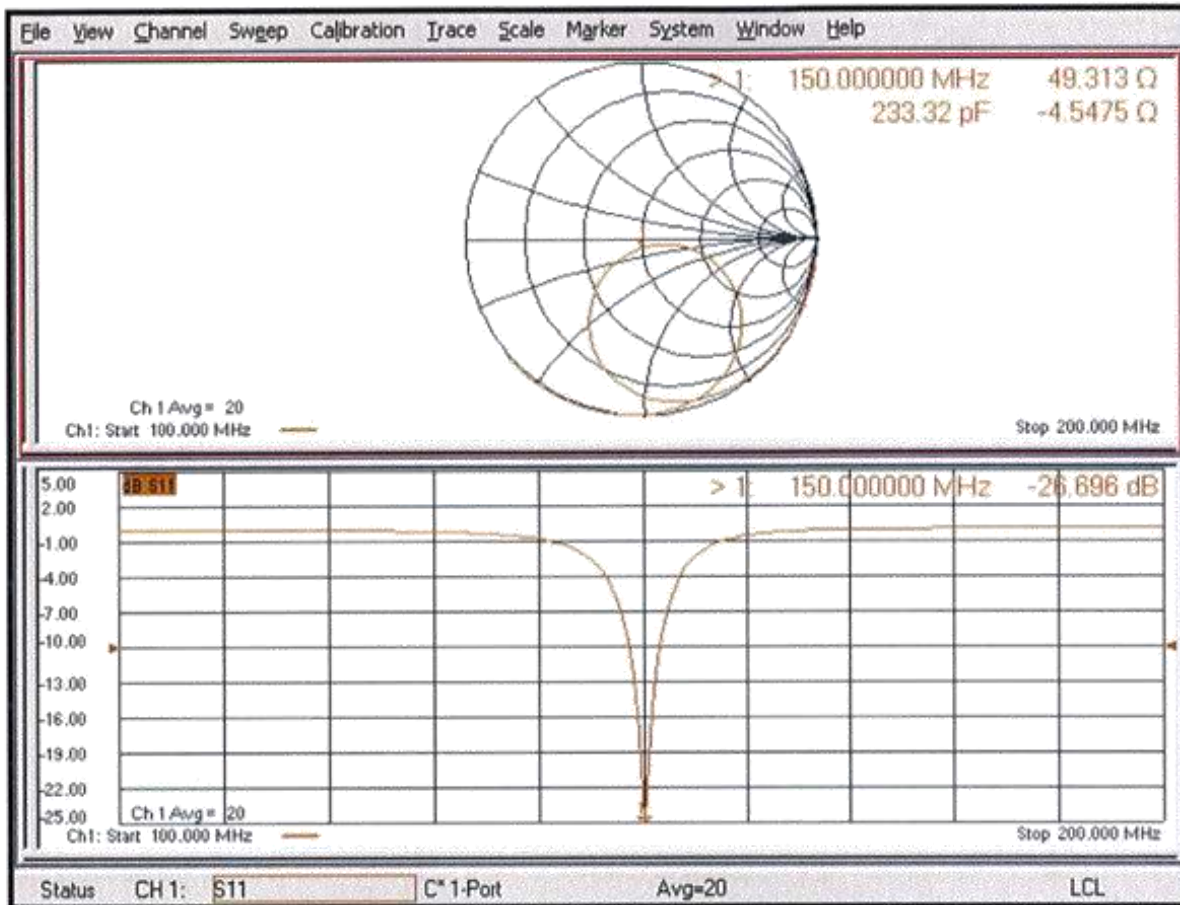 File View Channel Sweep Calibration Trace Scale Marker System Window Help
> 1: 150.000000 MHz 49.313 Ω
233.32 pF -4.5475 Ω
Ch 1 Avg = 20
Ch1: Start 100.000 MHz Stop 200.000 MHz
5.00 dB S11 > 1: 150.000000 MHz -26.696 dB
2.00
-1.00
-4.00
-7.00
-10.00
-13.00
-16.00
-19.00
-22.00
-25.00 Ch 1 Avg = 20
Ch1: Start 100.000 MHz Stop 200.000 MHz
Status CH 1: S11 C* 1-Port Avg=20 LCL